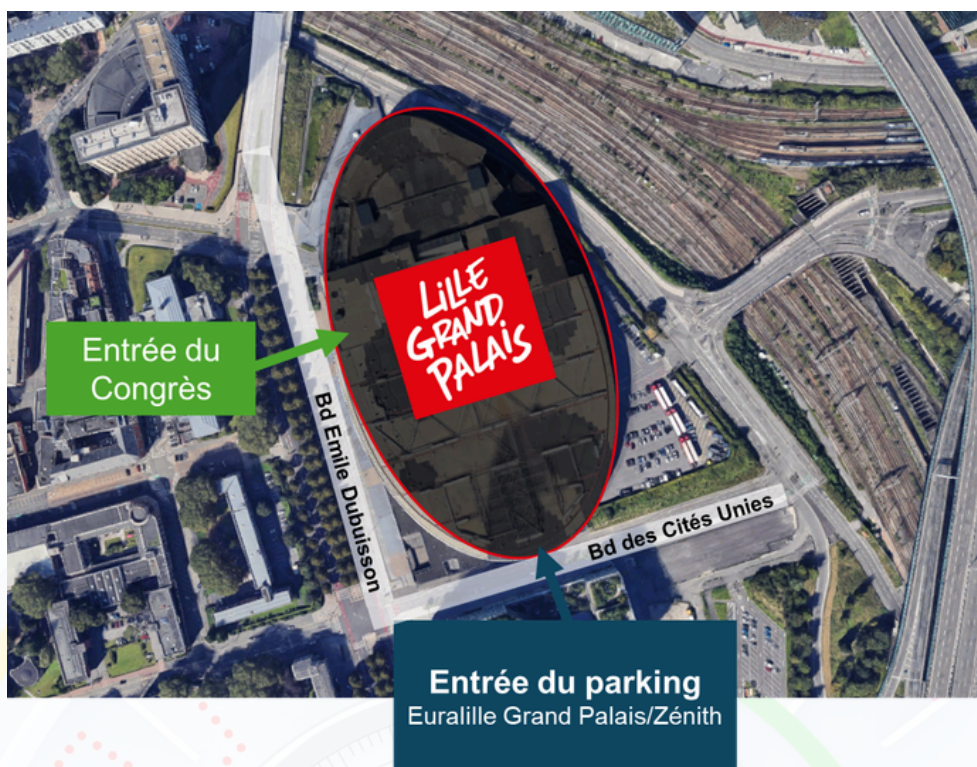 LiLLE
GRAND
PALAiS
Entrée du
Congrès
Bd Emile Dubuisson
Bd des Cités Unies
Entrée du parking
Euralille Grand Palais/Zénith